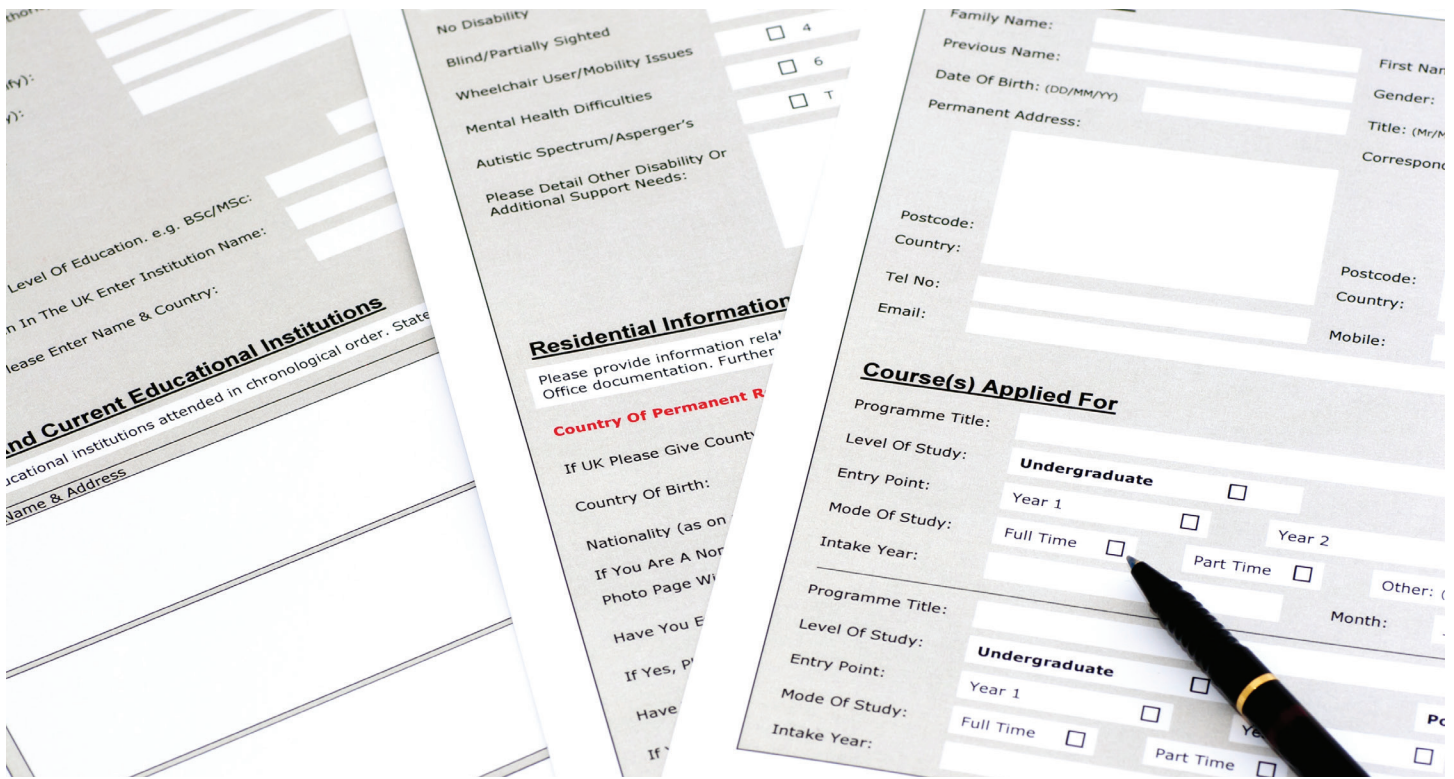 fy):
y):
Level Of Education. e.g. BSc/MSc:
In The UK Enter Institution Name:
Please Enter Name & Country:
And Current Educational Institutions
educational institutions attended in chronological order. State
Name & Address
No Disability
Blind/Partially Sighted
4
Wheelchair User/Mobility Issues
6
Mental Health Difficulties
T
Autistic Spectrum/Asperger's
Please Detail Other Disability Or
Additional Support Needs:
Residential Information
Please provide information rela
Office documentation. Further
Country Of Permanent R
If UK Please Give County
Country Of Birth:
Nationality (as on
If You Are A Non
Photo Page Wi
Have You E
If Yes, Pl
Have
If
Family Name:
Previous Name:
First Nam
Date Of Birth: (DD/MM/YY)
Gender:
Permanent Address:
Title: (Mr/M
Correspond
Postcode:
Country:
Postcode:
Tel No:
Country:
Email:
Mobile:
Course(s) Applied For
Programme Title:
Level Of Study:
Undergraduate
Entry Point:
Year 1
Year 2
Mode Of Study:
Full Time
Part Time
Other: (
Intake Year:
Month:
Programme Title:
Level Of Study:
Undergraduate
Po
Entry Point:
Year 1
Ye
Mode Of Study:
Full Time
Part Time
Intake Year: